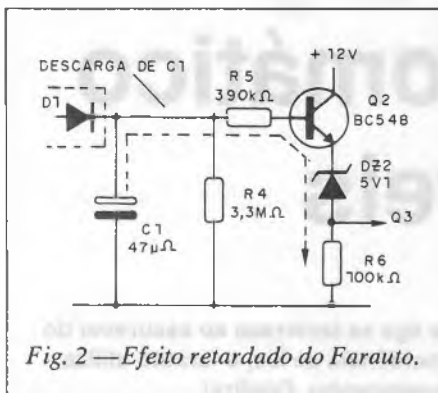 +12V
DESCARGA DE C1
D1
R5
390kΩ
Q2
BC548
DZ2
5V1
Q3
C1
47µΩ
R4
3,3MΩ
R6
100kΩ
Fig. 2 — Efeito retardado do Farauto.